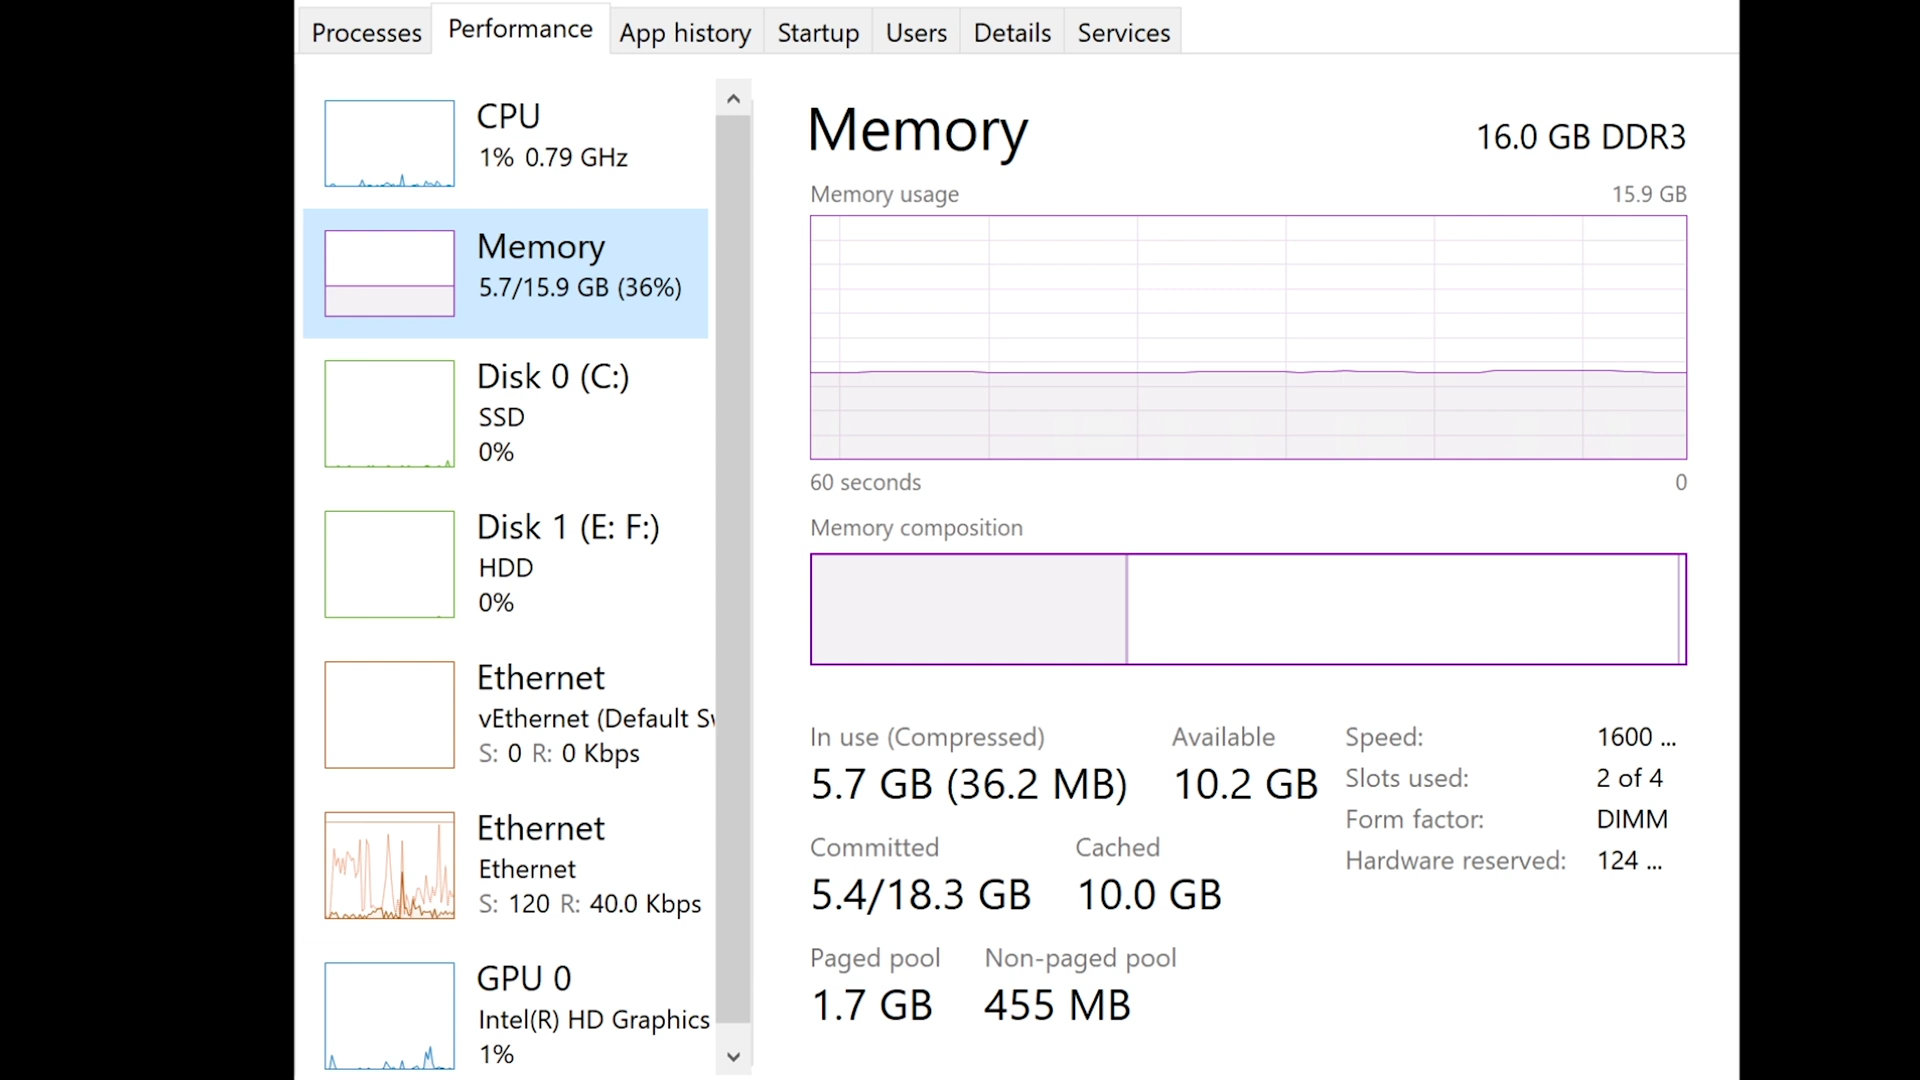 Processes
Performance
App history
Startup
Users
Details
Services
CPU
1% 0.79 GHz
Memory
5.7/15.9 GB (36%)
Disk 0 (C:)
SSD
0%
Disk 1 (E: F:)
HDD
0%
Ethernet
vEthernet (Default Sw
S: 0 R: 0 Kbps
Ethernet
Ethernet
S: 120 R: 40.0 Kbps
GPU 0
Intel(R) HD Graphics
1%
Memory
16.0 GB DDR3
Memory usage
15.9 GB
60 seconds
0
Memory composition
In use (Compressed)
5.7 GB (36.2 MB)
Available
10.2 GB
Committed
5.4/18.3 GB
Cached
10.0 GB
Paged pool
1.7 GB
Non-paged pool
455 MB
Speed: 1600 ...
Slots used: 2 of 4
Form factor: DIMM
Hardware reserved: 124 ...